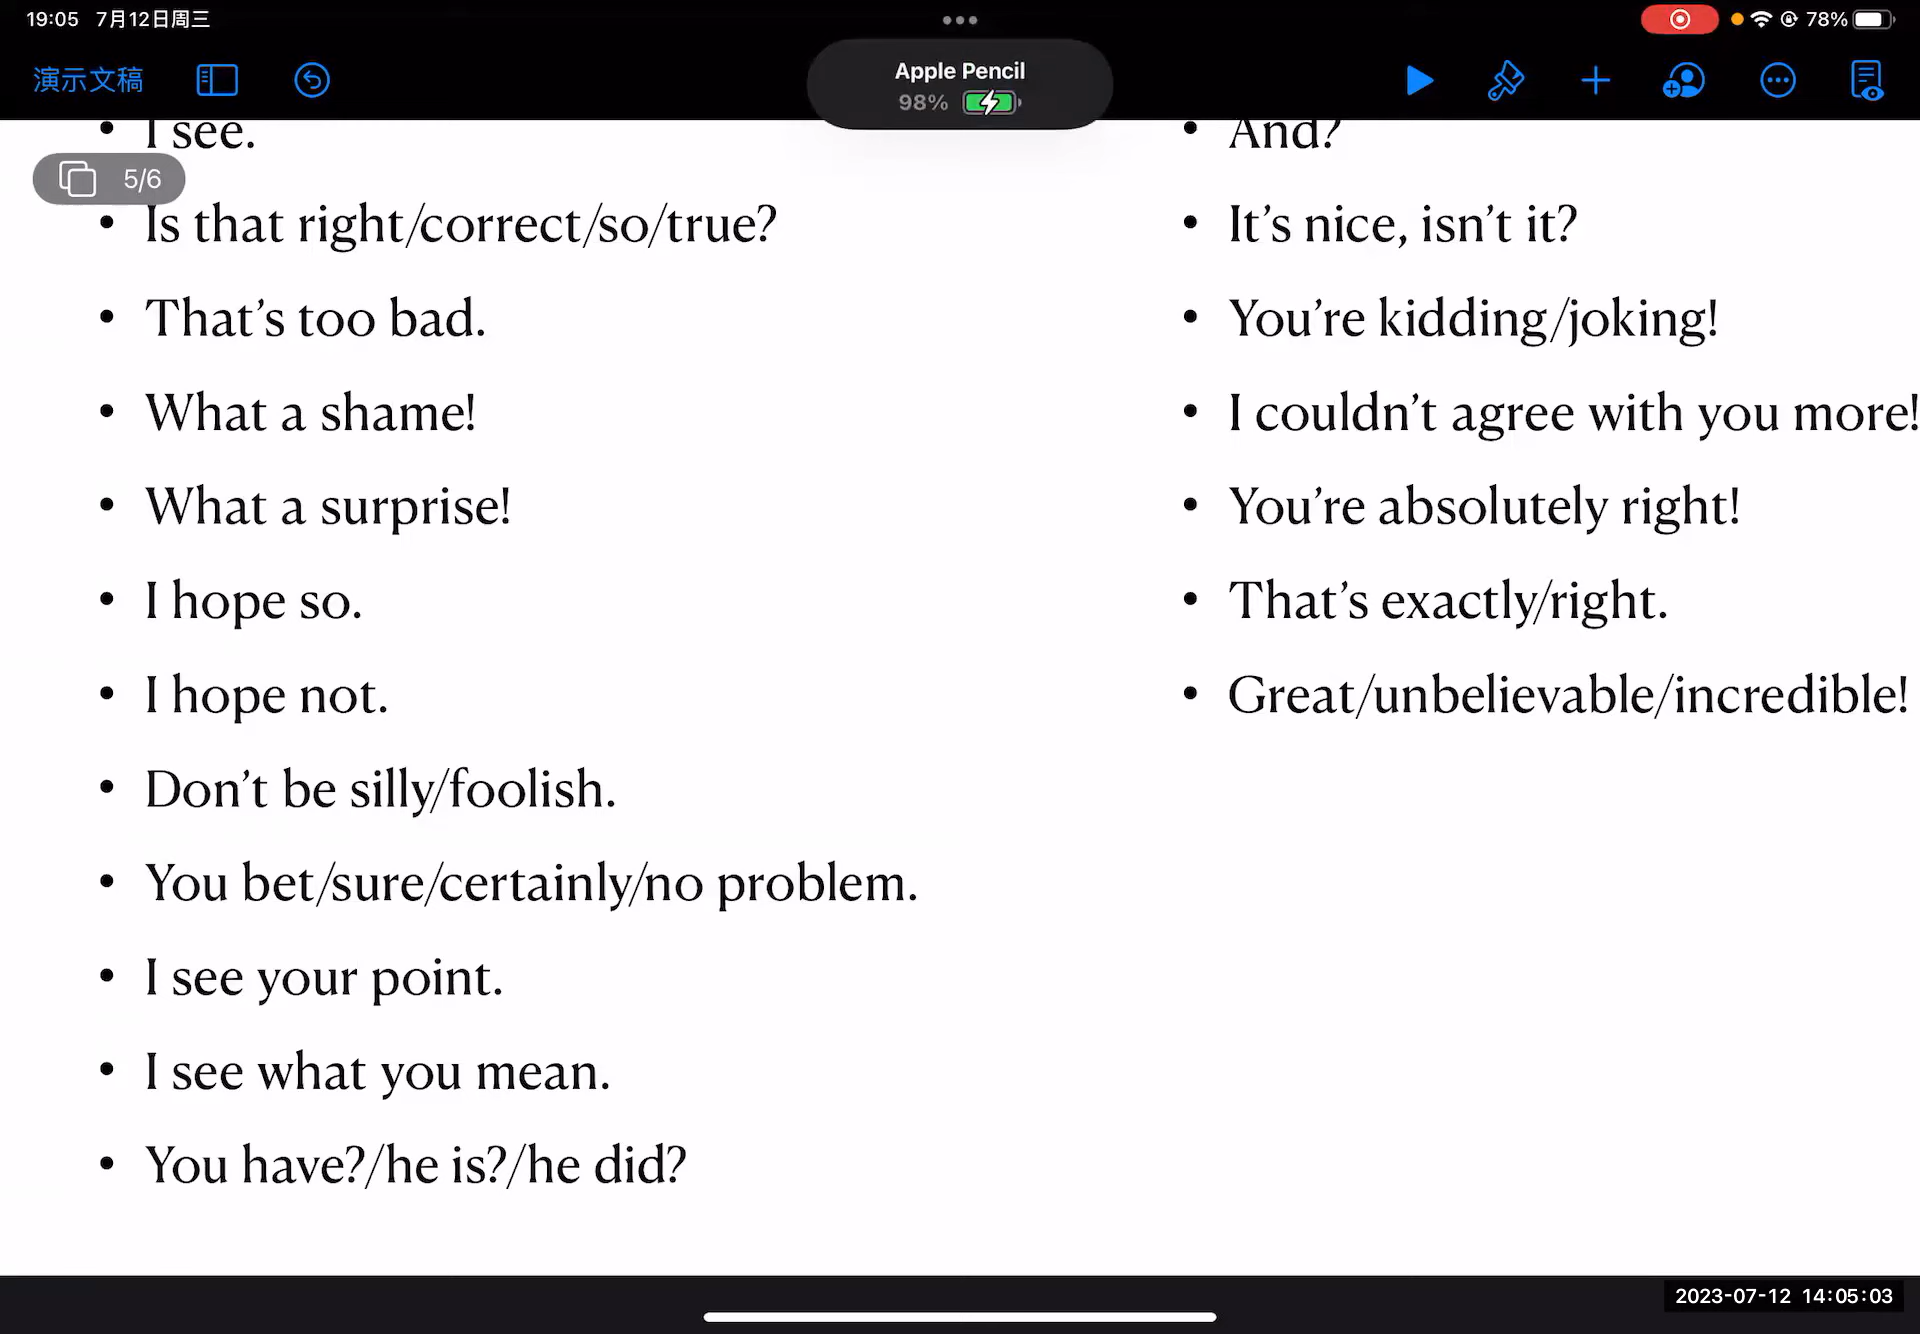 19:05 7月12日周三
78%
演示文稿
Apple Pencil
98%
5/6
• I see.
• Is that right/correct/so/true?
• That’s too bad.
• What a shame!
• What a surprise!
• I hope so.
• I hope not.
• Don’t be silly/foolish.
• You bet/sure/certainly/no problem.
• I see your point.
• I see what you mean.
• You have?/he is?/he did?
• And?
• It’s nice, isn’t it?
• You’re kidding/joking!
• I couldn’t agree with you more!
• You’re absolutely right!
• That’s exactly/right.
• Great/unbelievable/incredible!
2023-07-12 14:05:03